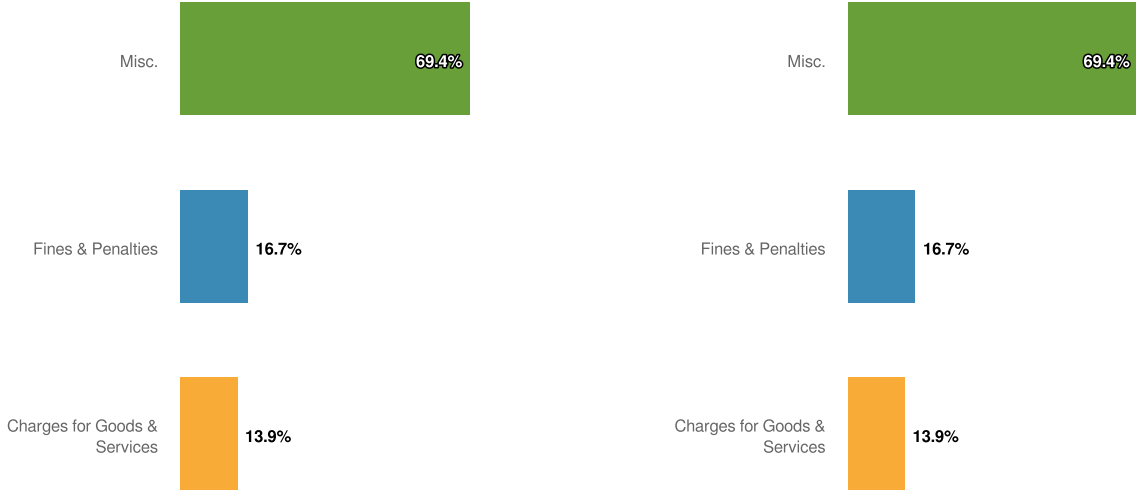 Misc.
69.4%
Fines & Penalties
16.7%
Charges for Goods &
Services
13.9%
Misc.
69.4%
Fines & Penalties
16.7%
Charges for Goods &
Services
13.9%